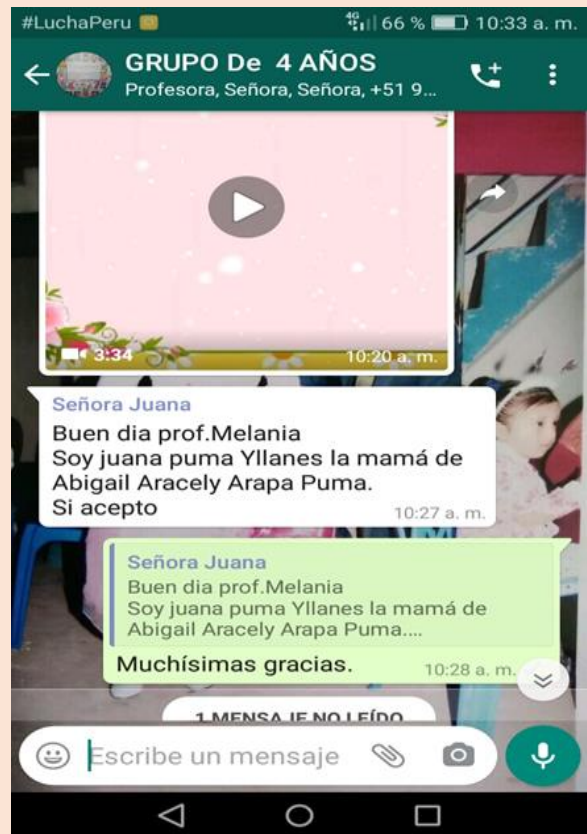 #LuchaPeru
4G 66 % 10:33 a. m.
GRUPO De 4 AÑOS
Profesora, Señora, Señora, +51 9...
3:34
10:20 a. m.
Señora Juana
Buen dia prof.Melania
Soy juana puma Yllanes la mamá de
Abigail Aracely Arapa Puma.
Si acepto
10:27 a. m.
Señora Juana
Buen dia prof.Melania
Soy juana puma Yllanes la mamá de
Abigail Aracely Arapa Puma....
Muchísimas gracias.
10:28 a. m.
1 MENSAJE NO LEÍDO
Escribe un mensaje